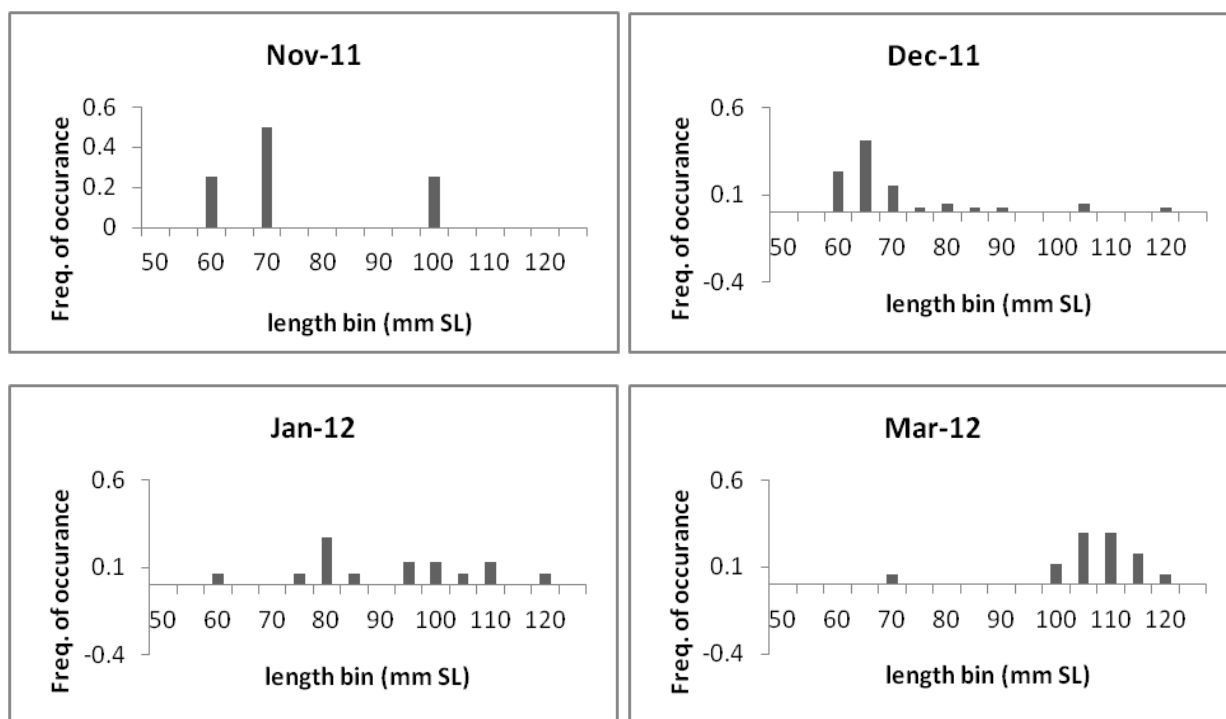 Nov-11
Freq. of occurance
0.6
0.4
0.2
0
50 60 70 80 90 100 110 120
length bin (mm SL)
Dec-11
Freq. of occurance
0.6
0.1
-0.4
50 60 70 80 90 100 110 120
length bin (mm SL)
Jan-12
Freq. of occurance
0.6
0.1
-0.4
50 60 70 80 90 100 110 120
length bin (mm SL)
Mar-12
Freq. of occurance
0.6
0.1
-0.4
50 60 70 80 90 100 110 120
length bin (mm SL)